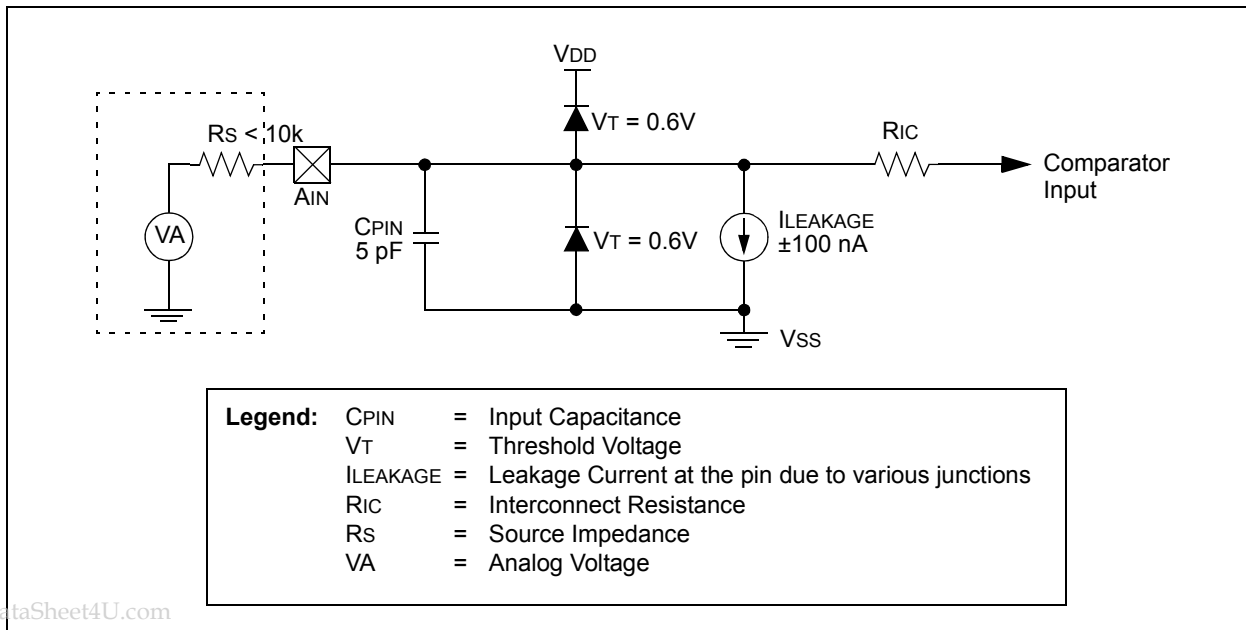 VDD
VT = 0.6V
RS < 10k
RIC
AIN
Comparator
Input
VA
CPIN
5 pF
VT = 0.6V
ILEAKAGE
±100 nA
VSS
Legend: CPIN = Input Capacitance
VT = Threshold Voltage
ILEAKAGE = Leakage Current at the pin due to various junctions
RIC = Interconnect Resistance
RS = Source Impedance
VA = Analog Voltage
ataSheet4U.com